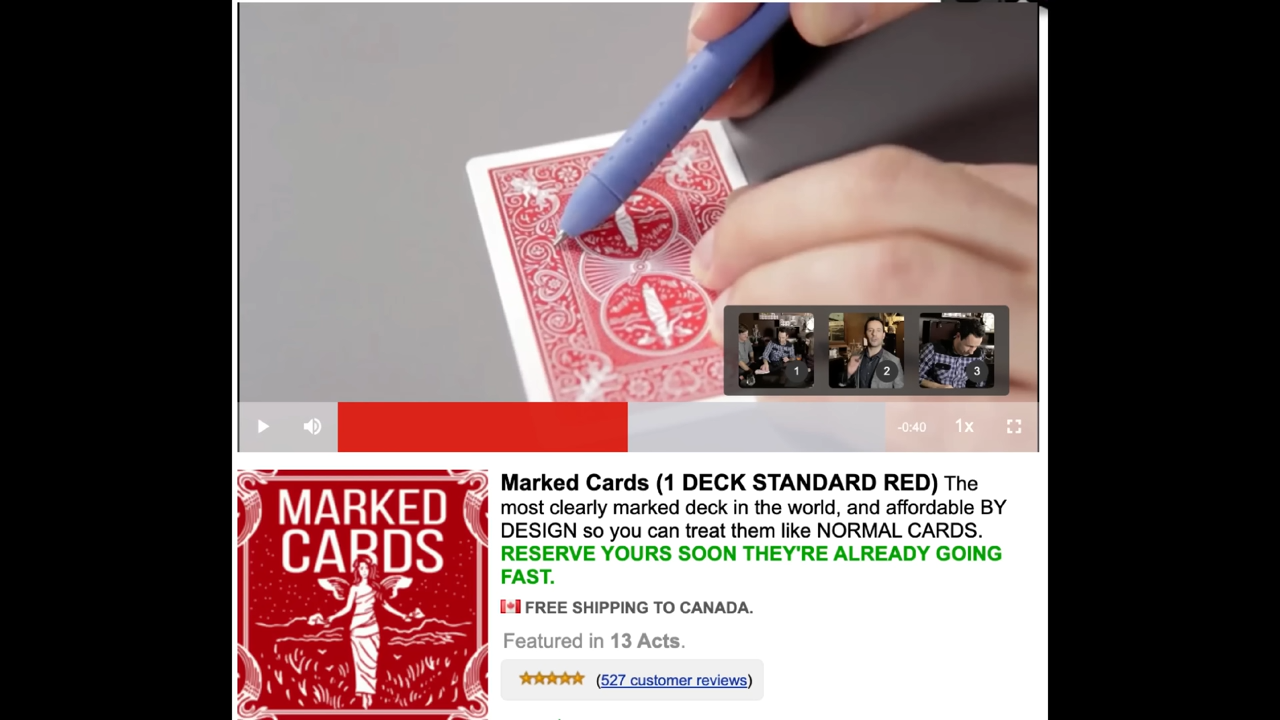 1
2
3
-0:40
1x
MARKED
CARDS
Marked Cards (1 DECK STANDARD RED) The
most clearly marked deck in the world, and affordable BY
DESIGN so you can treat them like NORMAL CARDS.
RESERVE YOURS SOON THEY'RE ALREADY GOING
FAST.
FREE SHIPPING TO CANADA.
Featured in 13 Acts.
(527 customer reviews)